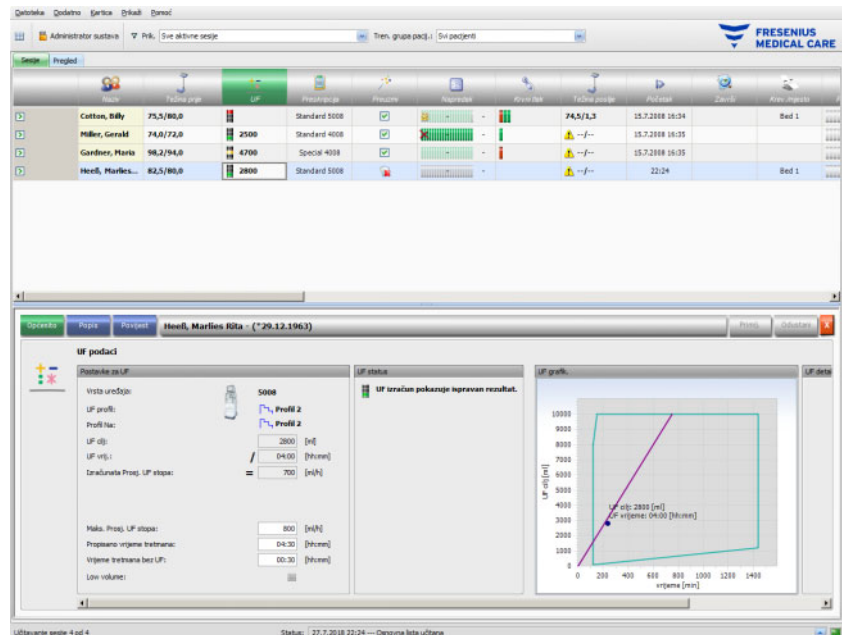 Datoteka Dodatno Kartica Prikaži Pomoć
Administrator sustava Prik. Sve aktivne sesije Tren. grupa pacij.: Svi pacijenti
FRESENIUS
MEDICAL CARE
Sesije Pregled
Naziv Težina prije UF Preskripcija Preuzmi Napredak Krvni tlak Težina poslije Početak Završi Krev./mjesto
Cotton, Billy 75,5/80,0 Standard 5008 - - 74,5/1,3 15.7.2008 16:34 Bed 1
Miller, Gerald 74,0/72,0 2500 Standard 4008 - --/-- 15.7.2008 16:35
Gardner, Maria 98,2/94,0 4700 Special 4008 - - --/-- 15.7.2008 16:35
Heeß, Marlies... 82,5/80,0 2800 Standard 5008 - - --/-- 22:24 Bed 1
Općenito Popis Povijest Heeß, Marlies Rita - (*29.12.1963) Primj. Odustani X
UF podaci
Postavke za UF
Vrsta uređaja: 5008
UF profil: Profil 2
Profil Na: Profil 2
UF cilj: 2800 [ml]
UF vrij.: / 04:00 [hh:mm]
Izračunata Prosj. UF stopa: = 700 [ml/h]
Maks. Prosj. UF stopa: 800 [ml/h]
Propisano vrijeme tretmana: 04:30 [hh:mm]
Vrijeme tretmana bez UF: 00:30 [hh:mm]
Low volume:
UF status
UF izračun pokazuje ispravan rezultat.
UF grafik.
UF cilj [ml]
10000
9000
8000
7000
6000
5000
4000
3000
2000
1000
0
UF cilj: 2800 [ml]
UF vrijeme: 04:00 [hh:mm]
0 200 400 600 800 1000 1200 1400
vrijeme [min]
UF detal
Učitavanje sesije 4 od 4 Status: 27.7.2018 22:24 --- Osnovna lista učitana